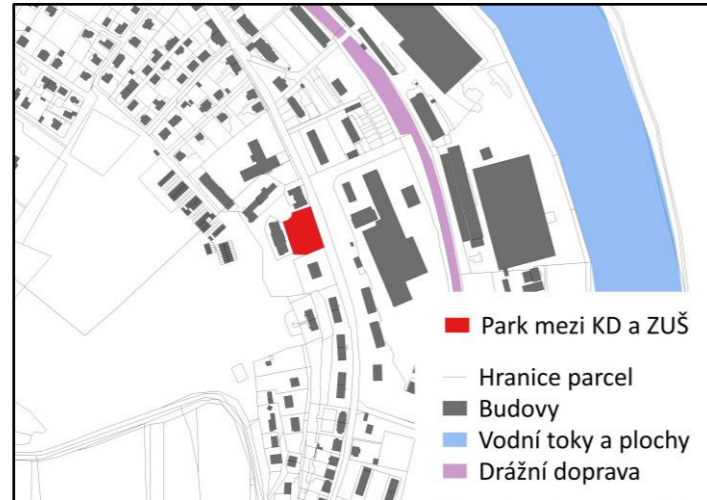 Park mezi KD a ZUŠ
Hranice parcel
Budovy
Vodní toky a plochy
Drážní doprava